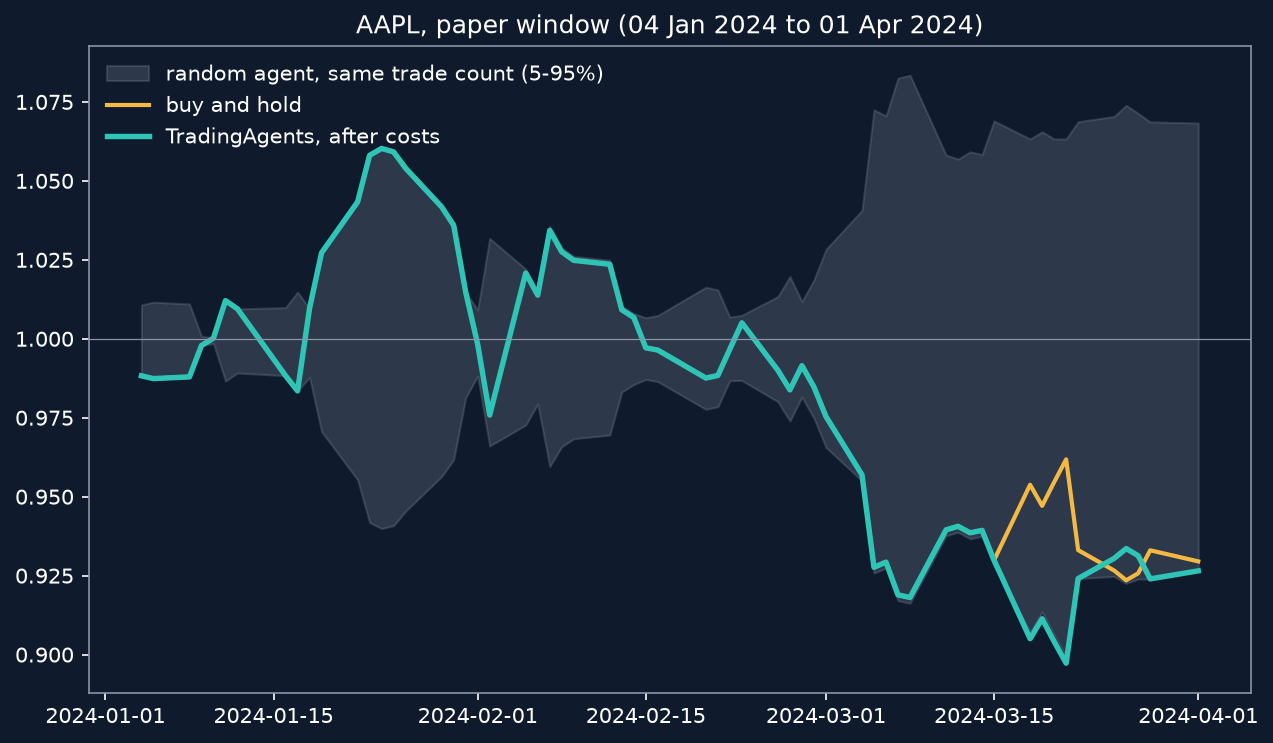 AAPL, paper window (04 Jan 2024 to 01 Apr 2024)
random agent, same trade count (5-95%)
buy and hold
TradingAgents, after costs
1.075
1.050
1.025
1.000
0.975
0.950
0.925
0.900
2024-01-01 2024-01-15 2024-02-01 2024-02-15 2024-03-01 2024-03-15 2024-04-01